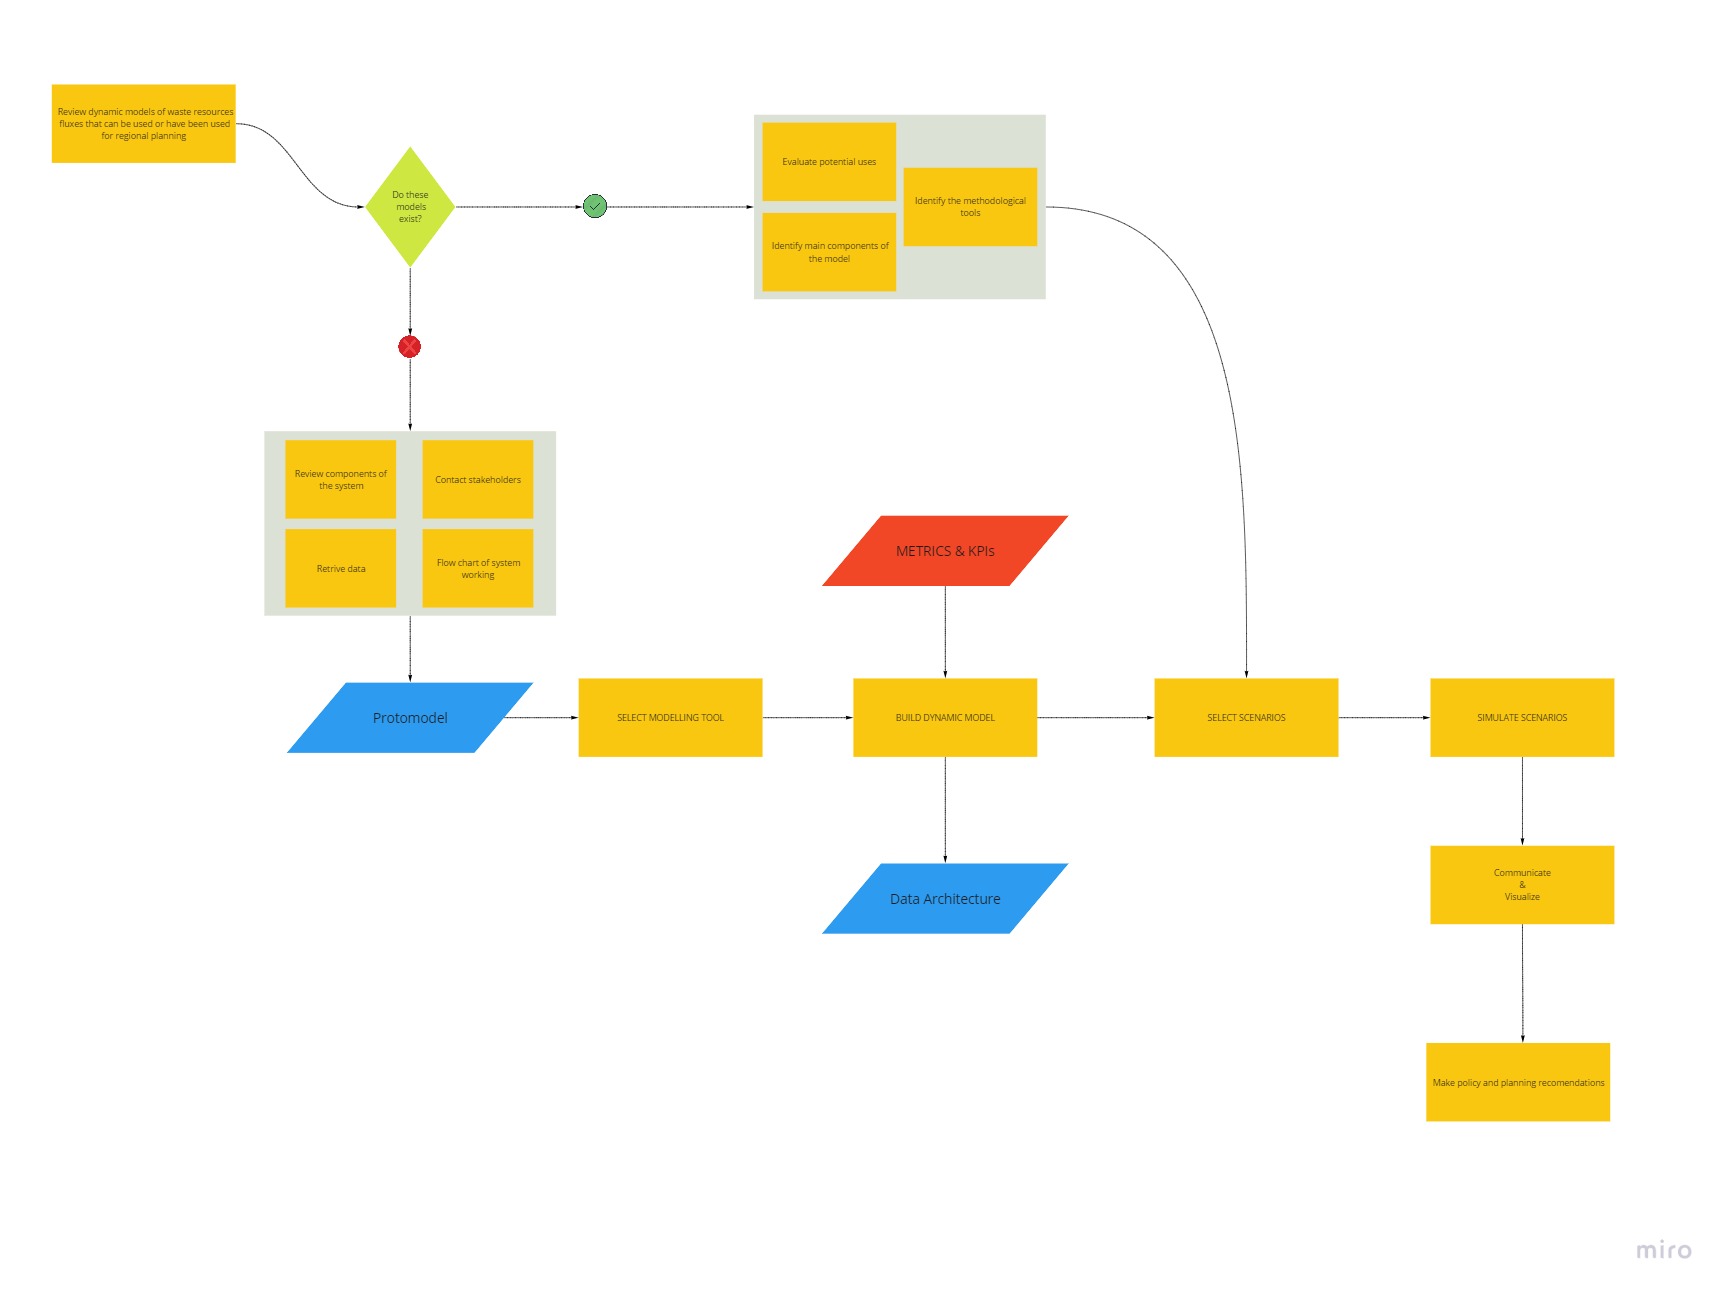 Review dynamic models of waste resources
fluxes that can be used or have been used
for regional planning
Do these
models
exist?
Evaluate potential uses
Identify the methodological
tools
Identify main components of
the model
Review components of
the system
Contact stakeholders
Retrive data
Flow chart of system
working
METRICS & KPIs
Protomodel
SELECT MODELLING TOOL
BUILD DYNAMIC MODEL
SELECT SCENARIOS
SIMULATE SCENARIOS
Data Architecture
Communicate
&
Visualize
Make policy and planning recomendations
miro